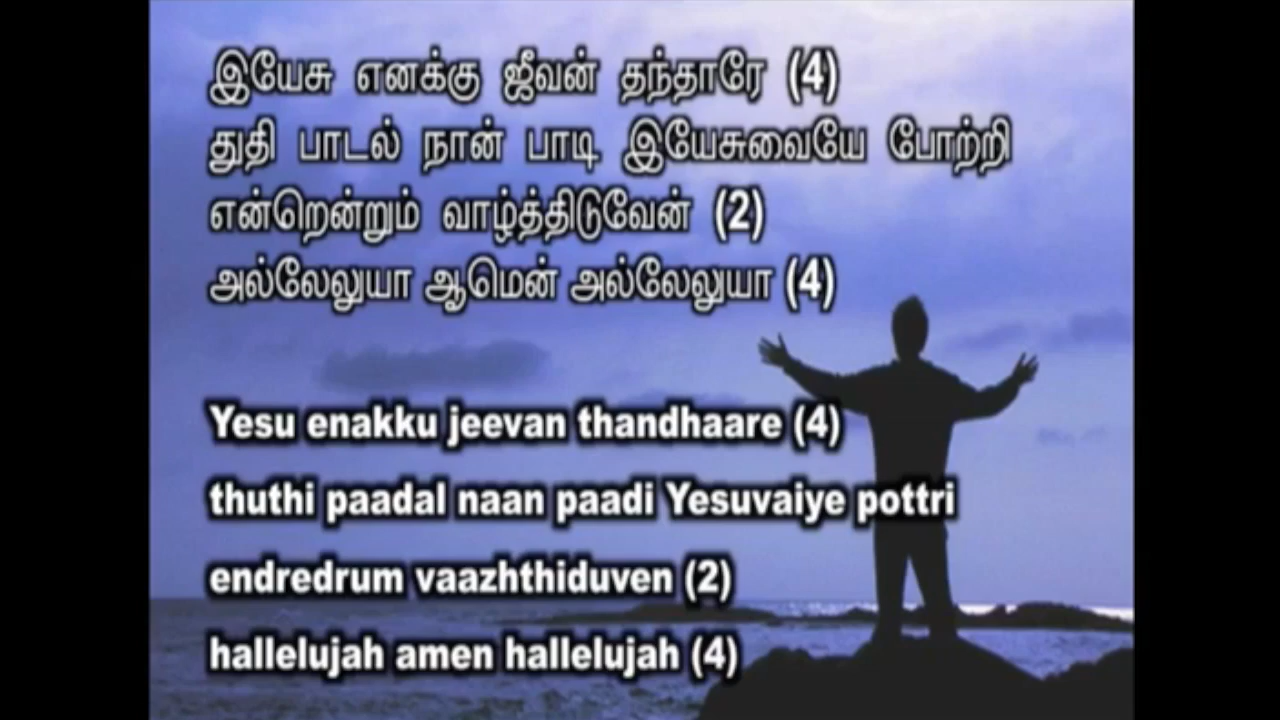 இயேசு எனக்கு ஜீவன் தந்தாரே (4)
துதி பாடல் நான் பாடி இயேசுவையே போற்றி
என்றென்றும் வாழ்த்திடுவேன் (2)
அல்லேலுயா ஆமென் அல்லேலுயா (4)
Yesu enakku jeevan thandhaare (4)
thuthi paadal naan paadi Yesuvaiye pottri
endredrum vaazhthiduven (2)
hallelujah amen hallelujah (4)